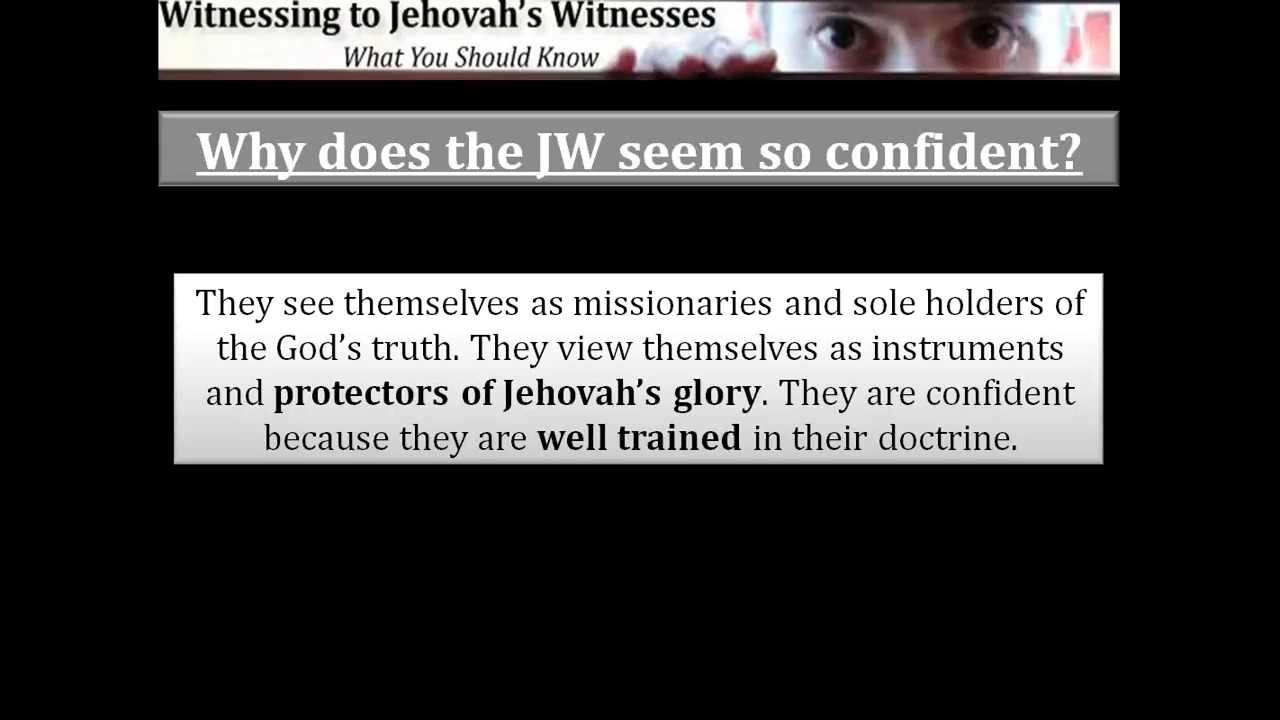 Witnessing to Jehovah's Witnesses
What You Should Know
Why does the JW seem so confident?
They see themselves as missionaries and sole holders of
the God's truth. They view themselves as instruments
and protectors of Jehovah's glory. They are confident
because they are well trained in their doctrine.